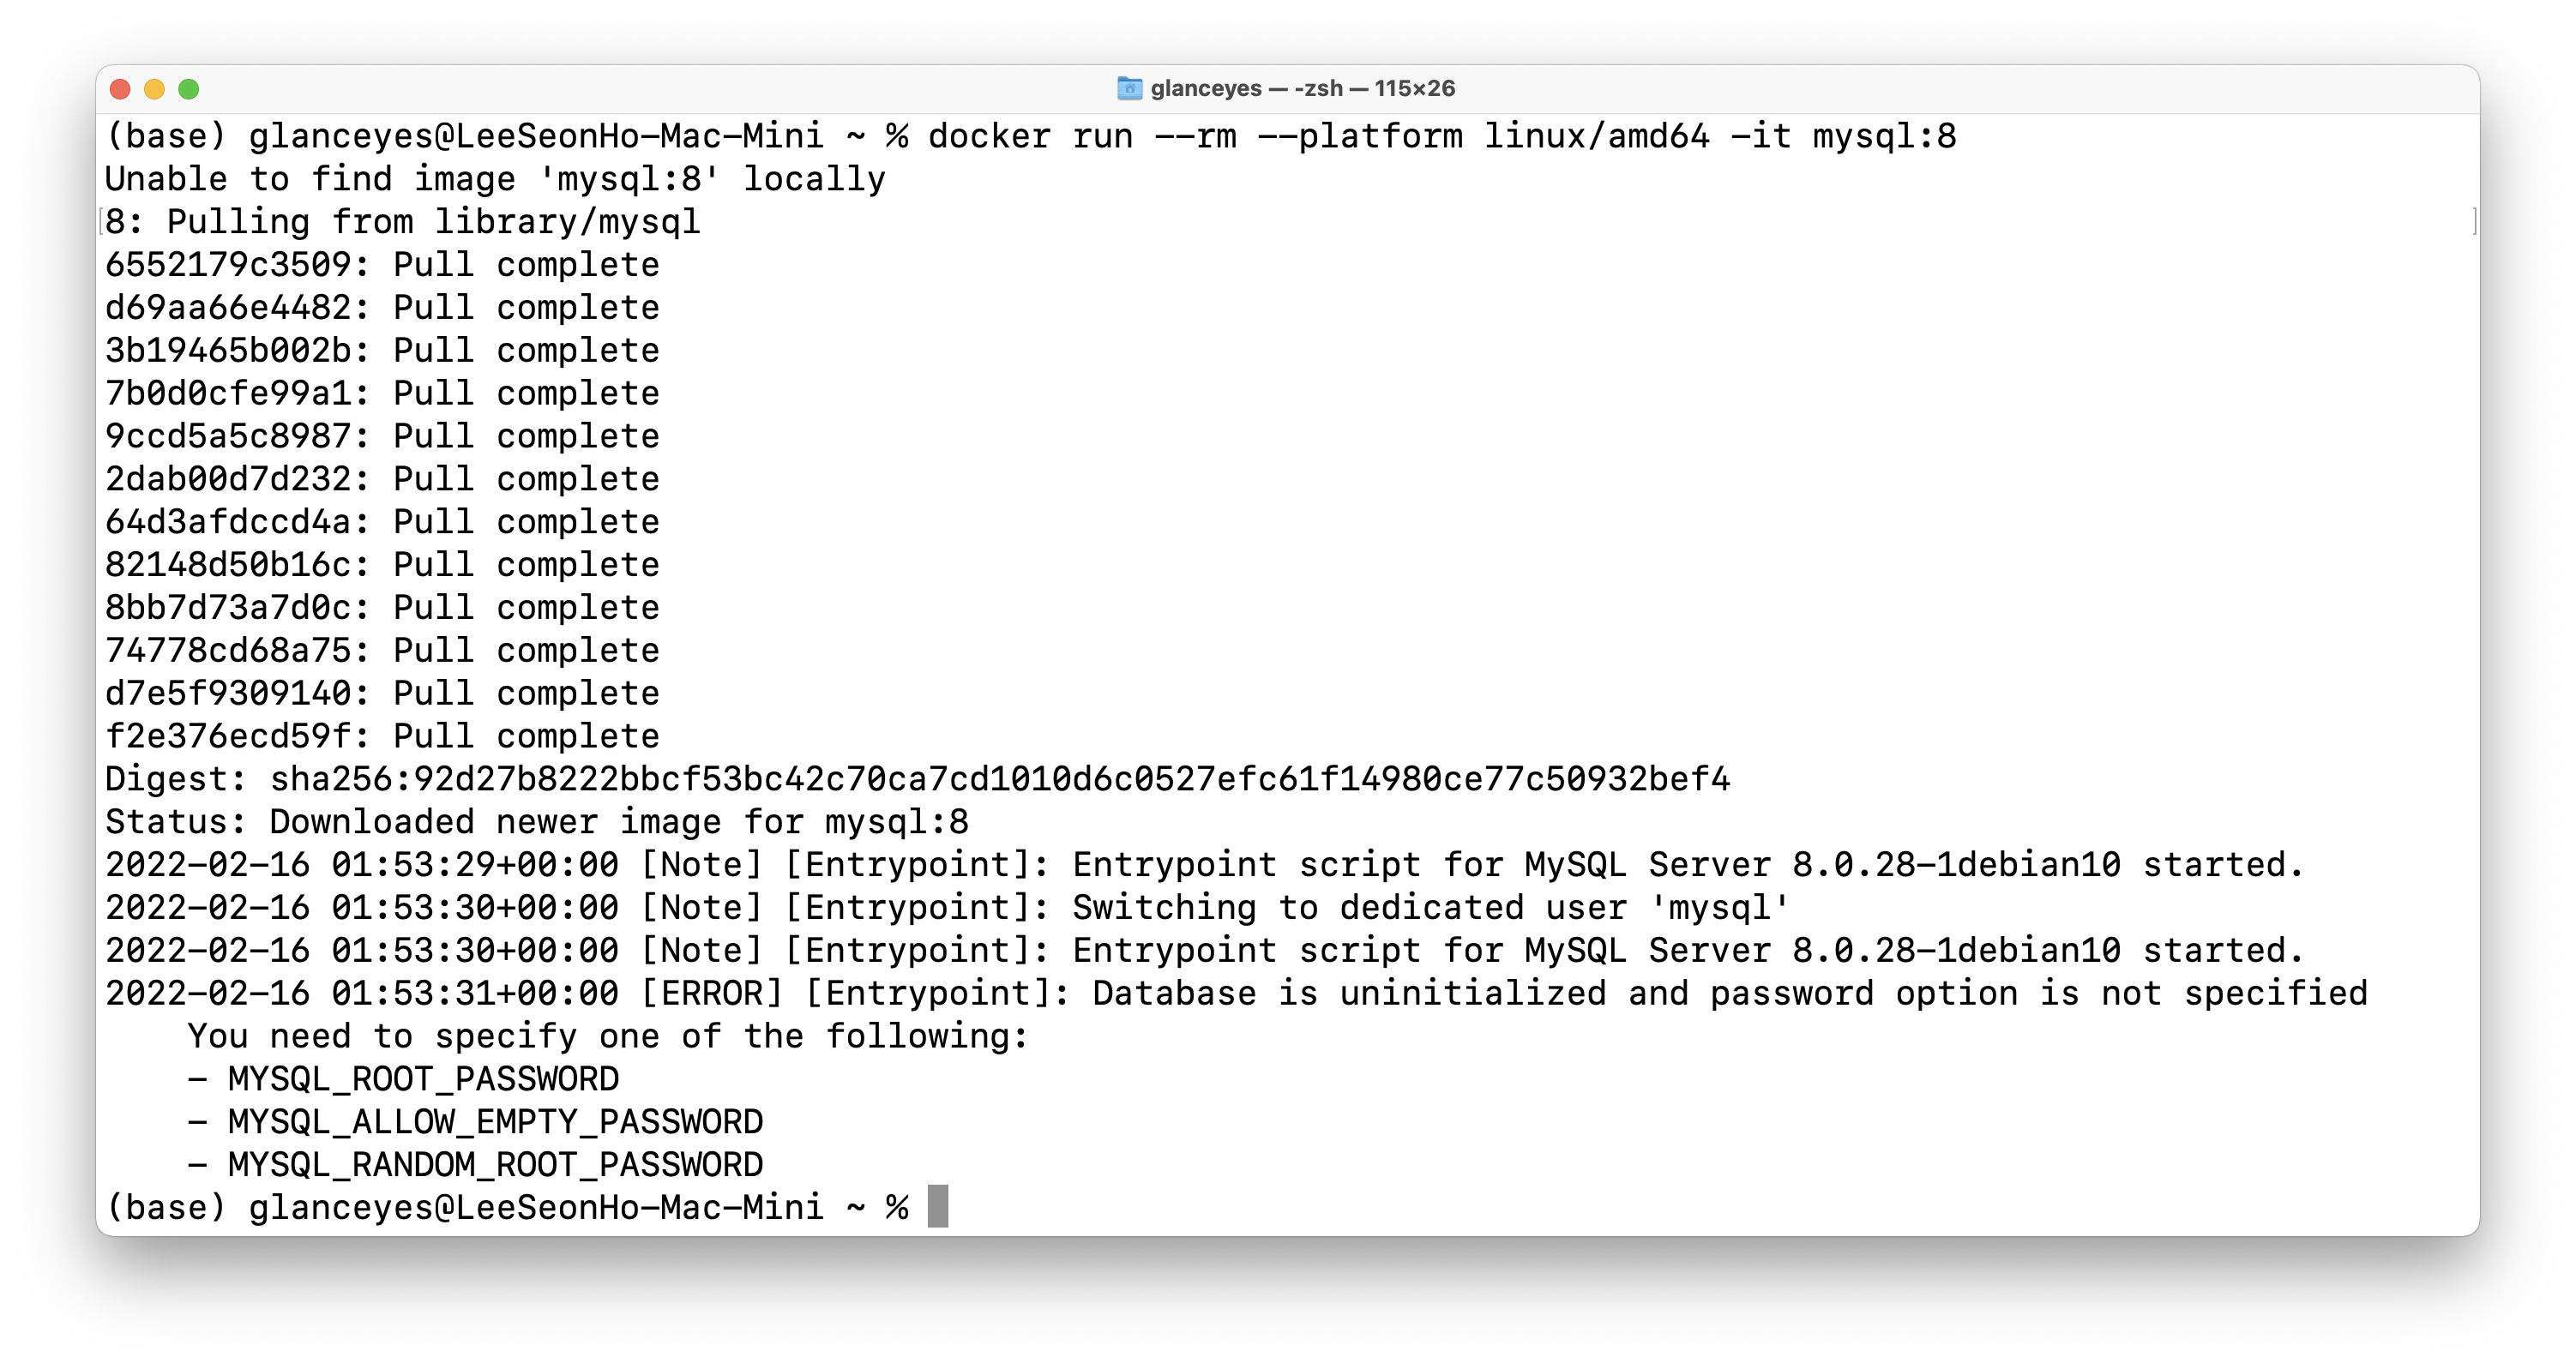 glanceyes — -zsh — 115×26
(base) glanceyes@LeeSeonHo-Mac-Mini ~ % docker run --rm --platform linux/amd64 -it mysql:8
Unable to find image 'mysql:8' locally
[8: Pulling from library/mysql ]
6552179c3509: Pull complete
d69aa66e4482: Pull complete
3b19465b002b: Pull complete
7b0d0cfe99a1: Pull complete
9ccd5a5c8987: Pull complete
2dab00d7d232: Pull complete
64d3afdccd4a: Pull complete
82148d50b16c: Pull complete
8bb7d73a7d0c: Pull complete
74778cd68a75: Pull complete
d7e5f9309140: Pull complete
f2e376ecd59f: Pull complete
Digest: sha256:92d27b8222bbcf53bc42c70ca7cd1010d6c0527efc61f14980ce77c50932bef4
Status: Downloaded newer image for mysql:8
2022-02-16 01:53:29+00:00 [Note] [Entrypoint]: Entrypoint script for MySQL Server 8.0.28-1debian10 started.
2022-02-16 01:53:30+00:00 [Note] [Entrypoint]: Switching to dedicated user 'mysql'
2022-02-16 01:53:30+00:00 [Note] [Entrypoint]: Entrypoint script for MySQL Server 8.0.28-1debian10 started.
2022-02-16 01:53:31+00:00 [ERROR] [Entrypoint]: Database is uninitialized and password option is not specified
    You need to specify one of the following:
    - MYSQL_ROOT_PASSWORD
    - MYSQL_ALLOW_EMPTY_PASSWORD
    - MYSQL_RANDOM_ROOT_PASSWORD
(base) glanceyes@LeeSeonHo-Mac-Mini ~ %